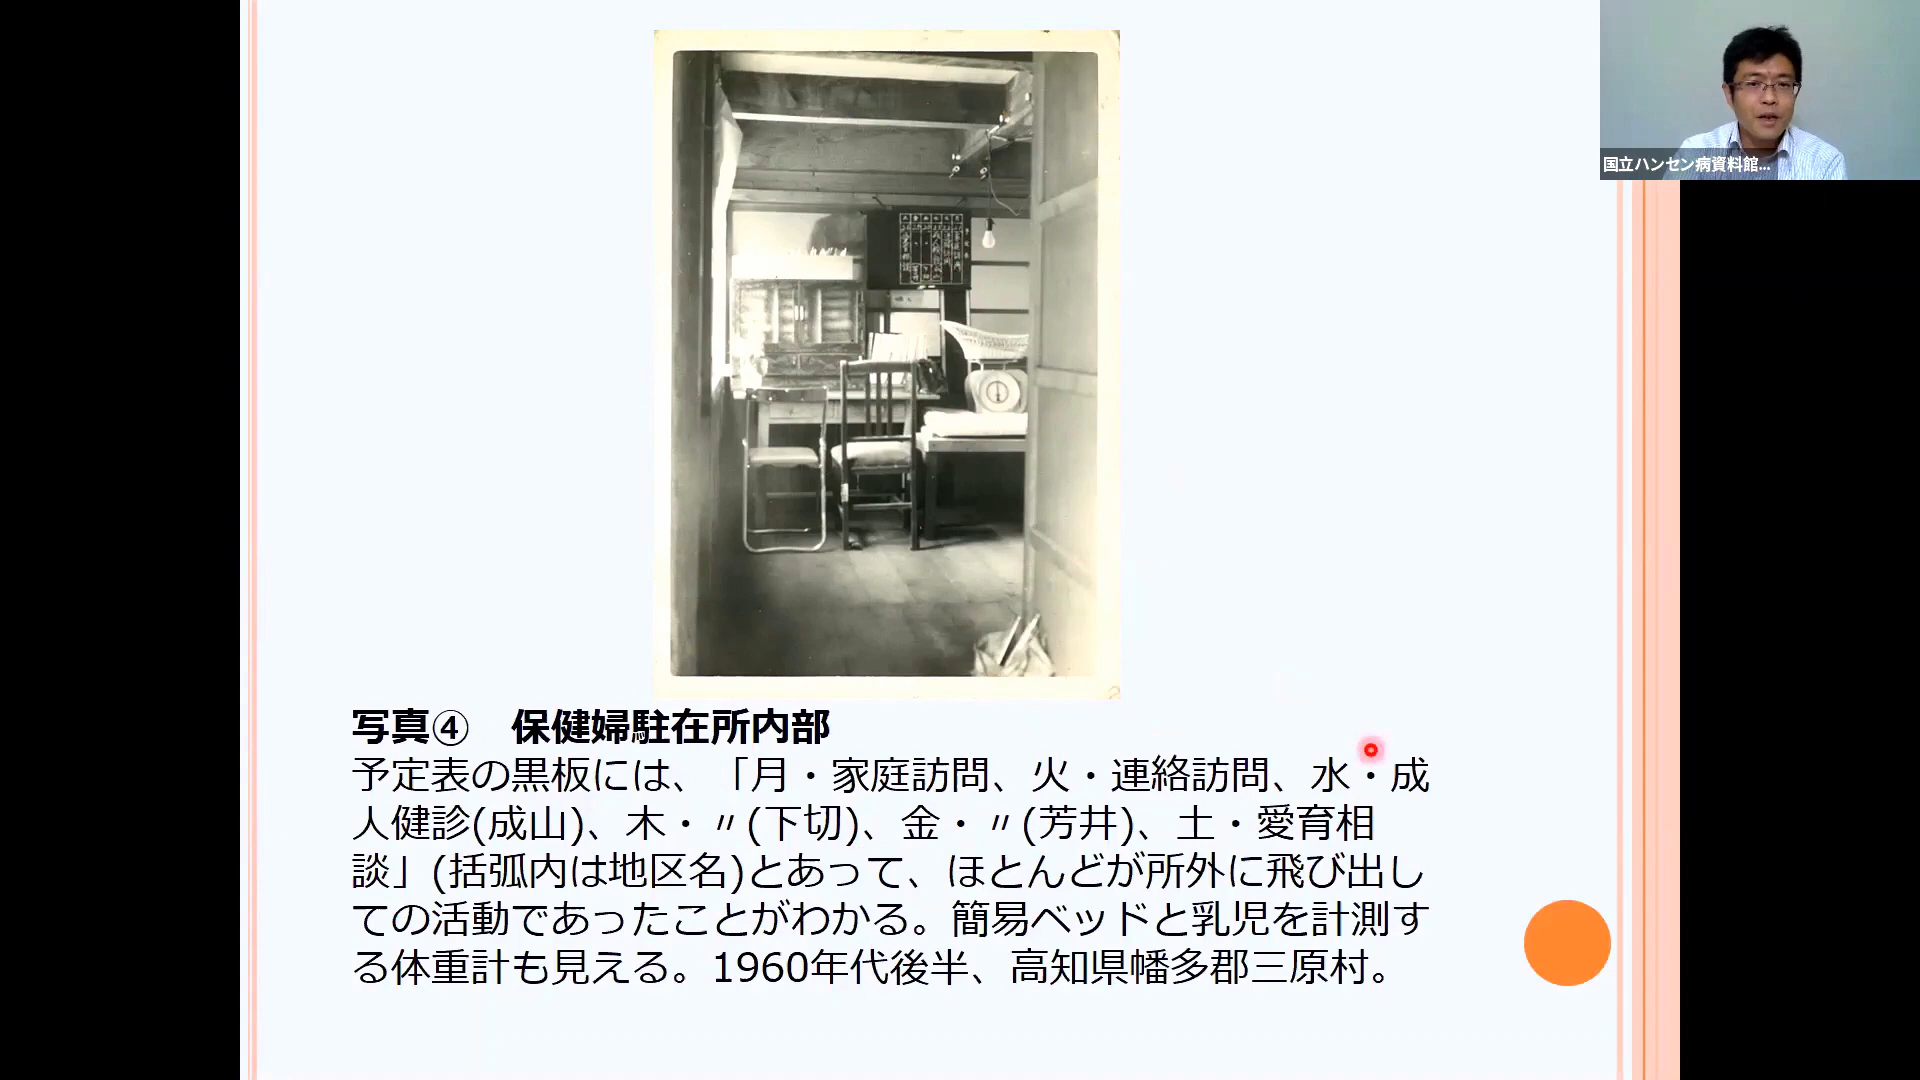 国立ハンセン病資料館...
写真④　保健婦駐在所内部
予定表の黒板には、「月・家庭訪問、火・連絡訪問、水・成
人健診(成山)、木・〃(下切)、金・〃(芳井)、土・愛育相
談」(括弧内は地区名)とあって、ほとんどが所外に飛び出し
ての活動であったことがわかる。簡易ベッドと乳児を計測す
る体重計も見える。1960年代後半、高知県幡多郡三原村。